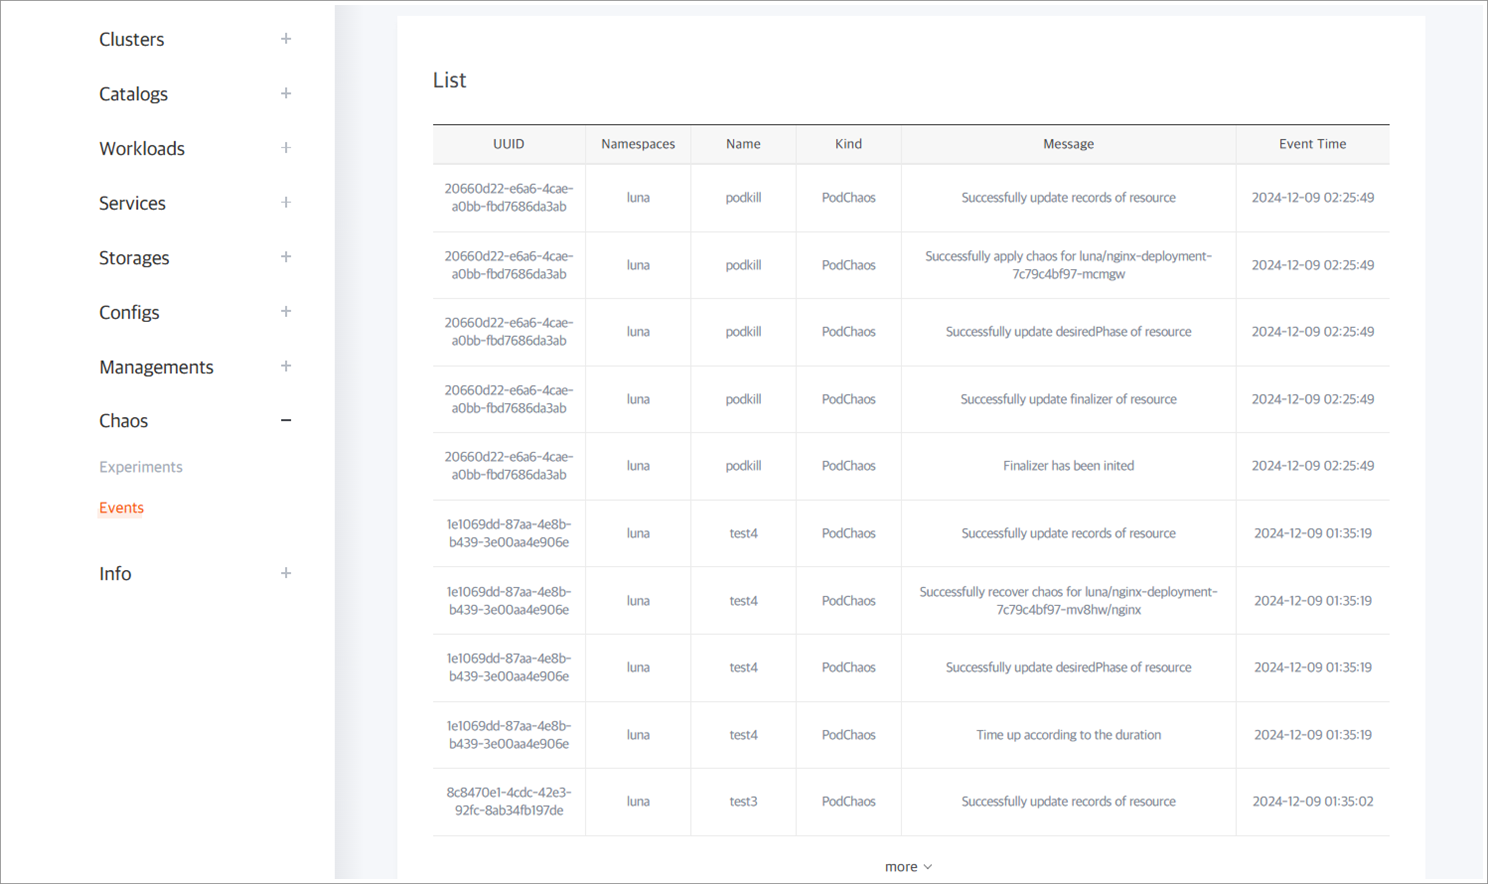 Clusters
Catalogs
Workloads
Services
Storages
Configs
Managements
Chaos
Experiments
Events
Info
List
UUID Namespaces Name Kind Message Event Time
20660d22-e6a6-4cae-
a0bb-fbd7686da3ab luna podkill PodChaos Successfully update records of resource 2024-12-09 02:25:49
20660d22-e6a6-4cae- Successfully apply chaos for luna/nginx-deployment-
a0bb-fbd7686da3ab luna podkill PodChaos 7c79c4bf97-mcmgw 2024-12-09 02:25:49
20660d22-e6a6-4cae-
a0bb-fbd7686da3ab luna podkill PodChaos Successfully update desiredPhase of resource 2024-12-09 02:25:49
20660d22-e6a6-4cae-
a0bb-fbd7686da3ab luna podkill PodChaos Successfully update finalizer of resource 2024-12-09 02:25:49
20660d22-e6a6-4cae-
a0bb-fbd7686da3ab luna podkill PodChaos Finalizer has been inited 2024-12-09 02:25:49
1e1069dd-87aa-4e8b-
b439-3e00aa4e906e luna test4 PodChaos Successfully update records of resource 2024-12-09 01:35:19
1e1069dd-87aa-4e8b- Successfully recover chaos for luna/nginx-deployment-
b439-3e00aa4e906e luna test4 PodChaos 7c79c4bf97-mv8hw/nginx 2024-12-09 01:35:19
1e1069dd-87aa-4e8b-
b439-3e00aa4e906e luna test4 PodChaos Successfully update desiredPhase of resource 2024-12-09 01:35:19
1e1069dd-87aa-4e8b-
b439-3e00aa4e906e luna test4 PodChaos Time up according to the duration 2024-12-09 01:35:19
8c8470e1-4cdc-42e3-
92fc-8ab34fb197de luna test3 PodChaos Successfully update records of resource 2024-12-09 01:35:02
more